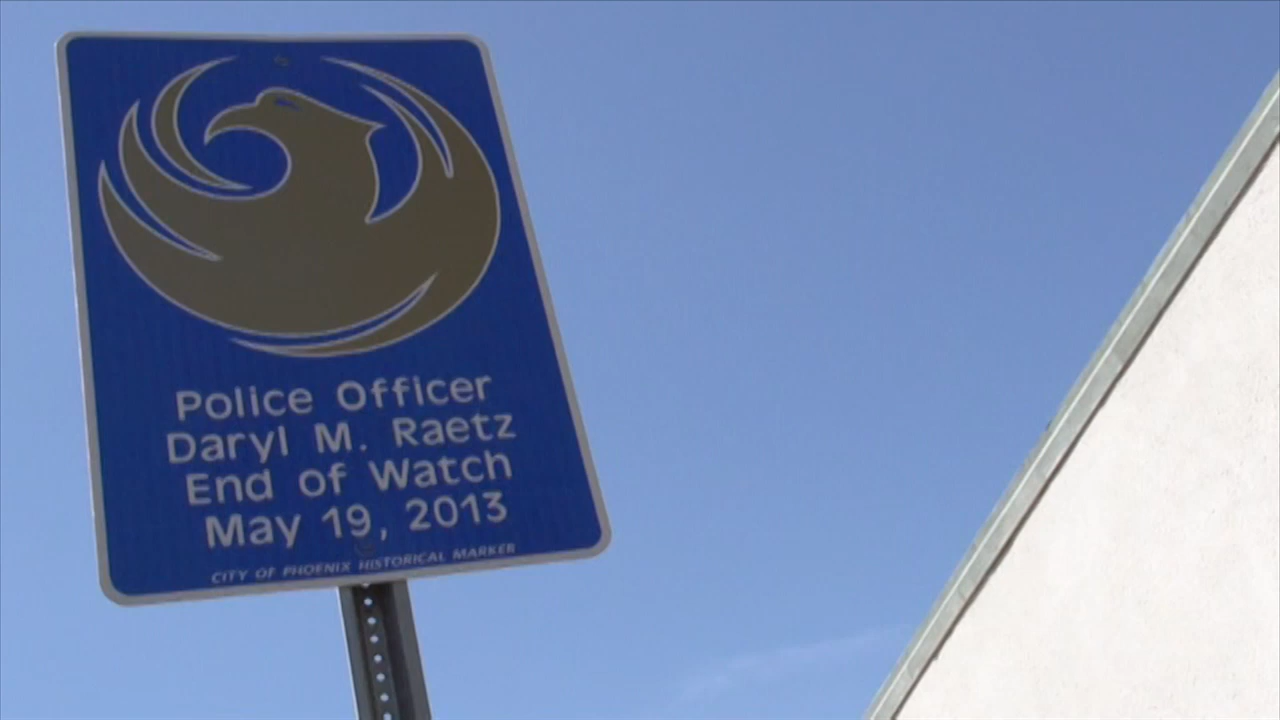 Police Officer
Daryl M. Raetz
End of Watch
May 19, 2013
CITY OF PHOENIX HISTORICAL MARKER